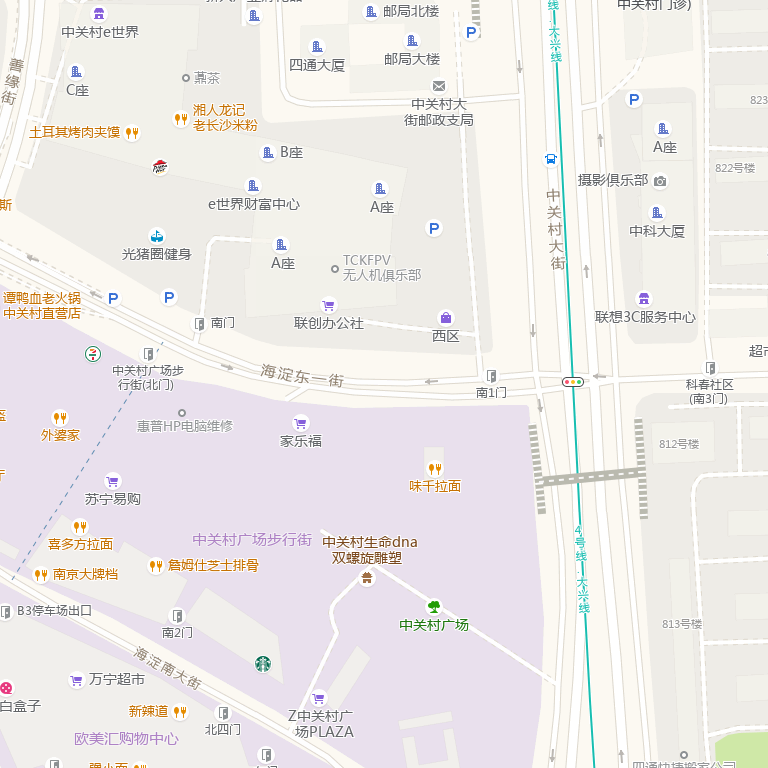 中关村e世界
邮局北楼
中关村门诊)
四通大厦
邮局大楼
善缘街
C座
薡茶
湘人龙记
老长沙米粉
中关村大
街邮政支局
土耳其烤肉夹馍
B座
A座
822号楼
摄影俱乐部
e世界财富中心
A座
中关村大街
中科大厦
斯
光猪圈健身
A座
TCKFPV
无人机俱乐部
谭鸭血老火锅
中关村直营店
联想3C服务中心
南门
联创办公社
西区
中关村广场步
行街(北门)
海淀东一街
南1门
科春社区
(南3门)
惠普HP电脑维修
外婆家
家乐福
812号楼
味千拉面
苏宁易购
中关村广场步行街
喜多方拉面
中关村生命dna
双螺旋雕塑
詹姆仕芝士排骨
南京大牌档
4号线·大兴线
B3停车场出口
南2门
中关村广场
813号楼
海淀南大街
万宁超市
白盒子
新辣道
北四门
Z中关村广
场PLAZA
欧美汇购物中心